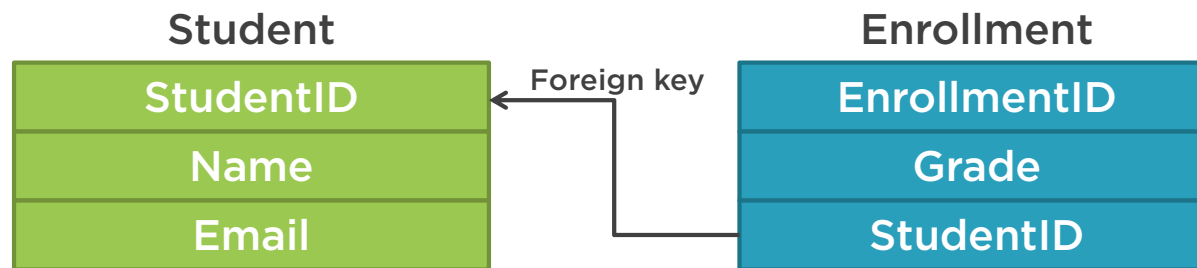 Student
StudentID
Name
Email
Foreign key
Enrollment
EnrollmentID
Grade
StudentID